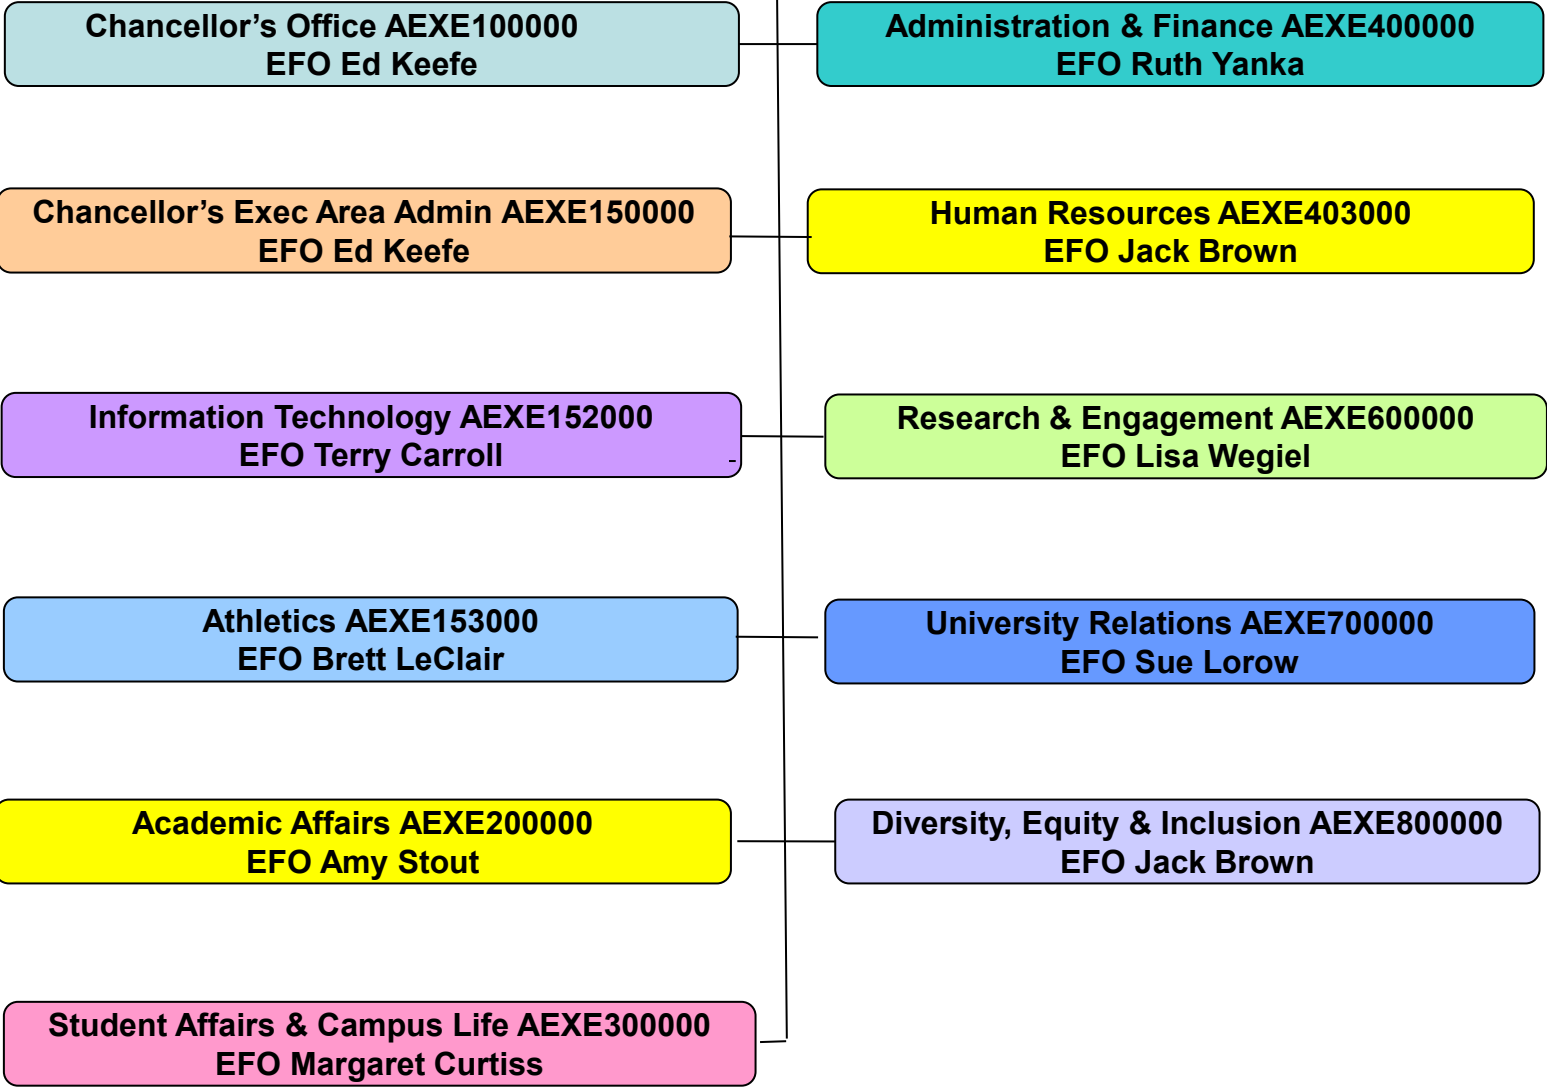 Chancellor’s Office AEXE100000
EFO Ed Keefe
Administration & Finance AEXE400000
EFO Ruth Yanka
Chancellor’s Exec Area Admin AEXE150000
EFO Ed Keefe
Human Resources AEXE403000
EFO Jack Brown
Information Technology AEXE152000
EFO Terry Carroll
Research & Engagement AEXE600000
EFO Lisa Wegiel
Athletics AEXE153000
EFO Brett LeClair
University Relations AEXE700000
EFO Sue Lorow
Academic Affairs AEXE200000
EFO Amy Stout
Diversity, Equity & Inclusion AEXE800000
EFO Jack Brown
Student Affairs & Campus Life AEXE300000
EFO Margaret Curtiss